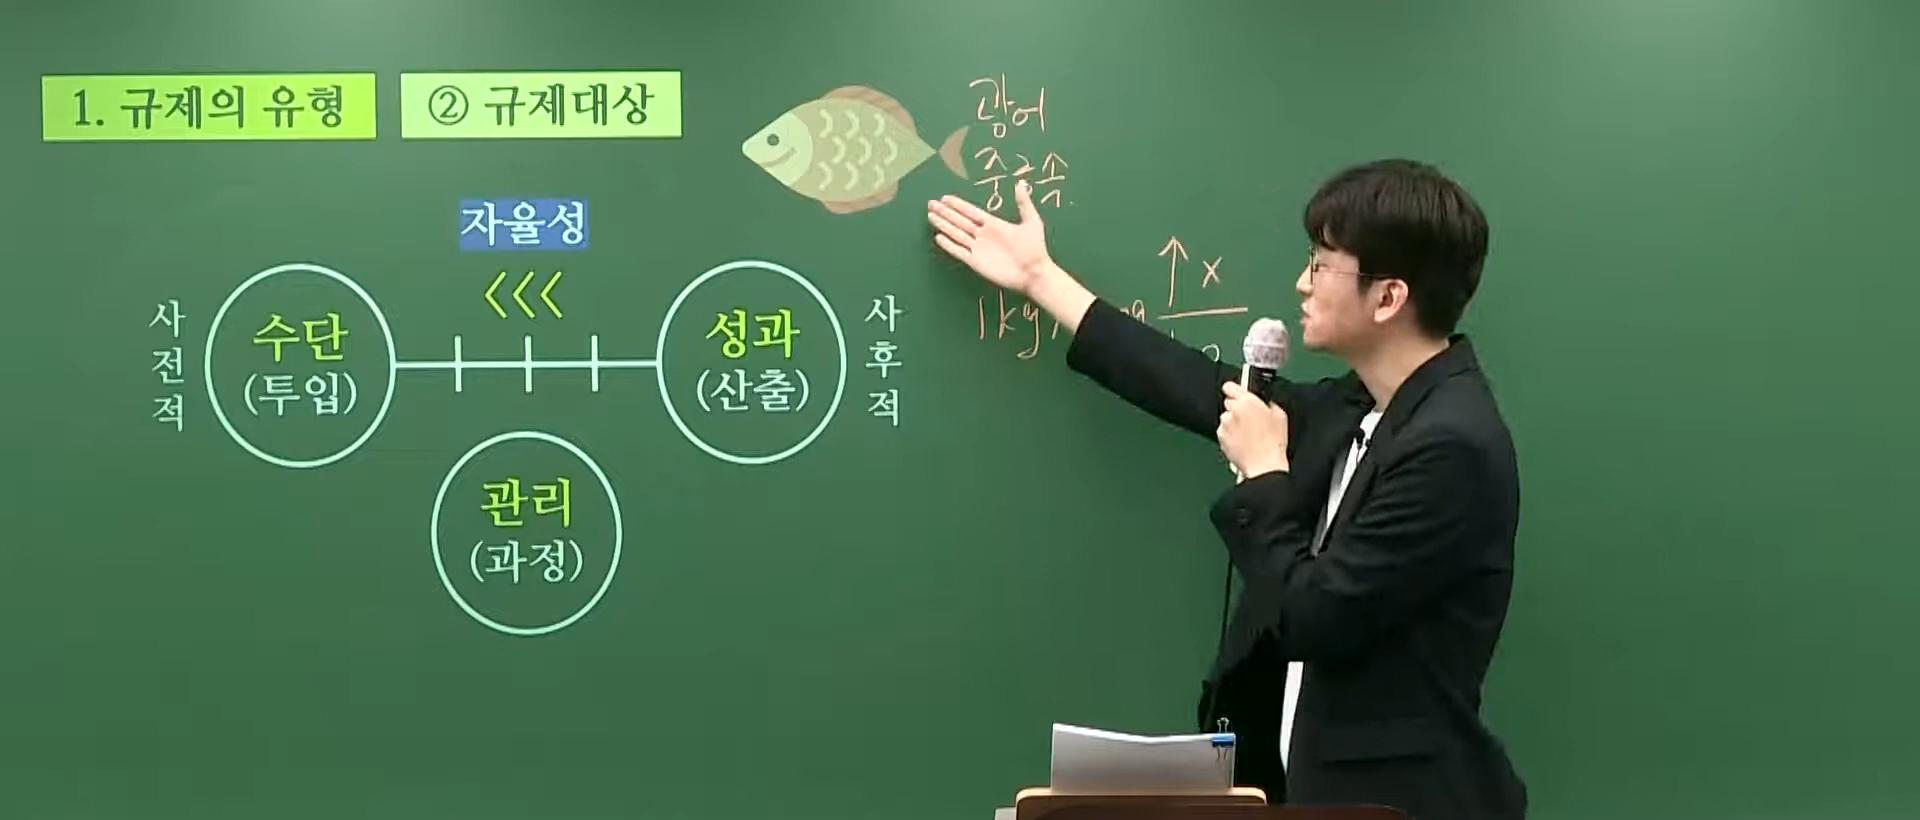 1. 규제의 유형
② 규제대상
광어
중금속.
자율성
<<<
사전적
수단
(투입)
성과
(산출)
사후적
1kg
↑ x
관리
(과정)